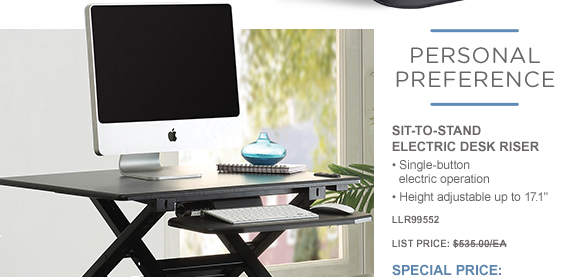 PERSONAL
PREFERENCE
SIT-TO-STAND
ELECTRIC DESK RISER
• Single-button
electric operation
• Height adjustable up to 17.1"
LLR99552
LIST PRICE: $535.00/EA
SPECIAL PRICE: